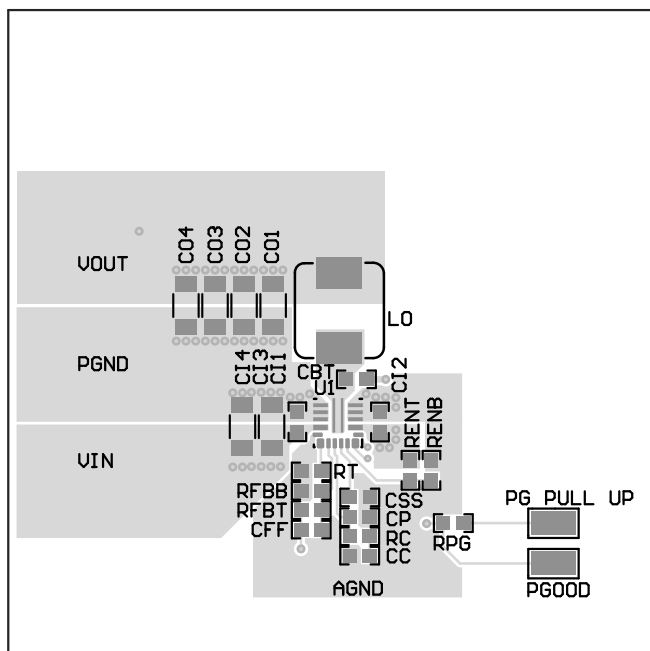 CO4
CO3
CO2
CO1
VOUT
LO
PGND
CI4
CI3
CI1
CBT
U1
CI2
RENT
RENB
VIN
RT
RFBB
RFBT
CFF
CSS
CP
RC
CC
PG PULL UP
RPG
PGOOD
AGND